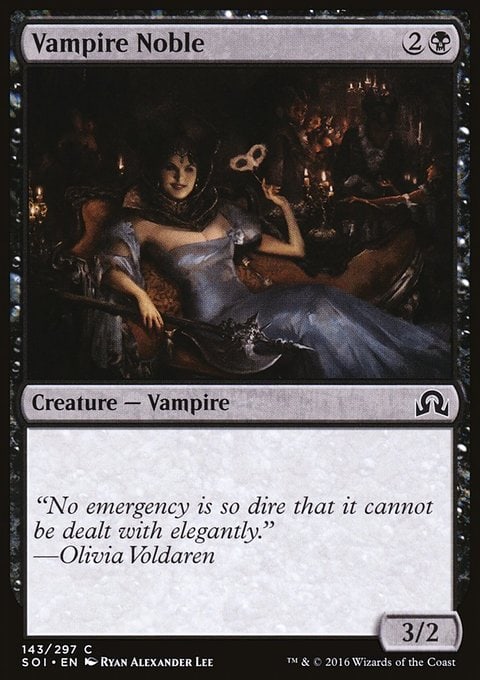 Vampire Noble 2
Creature — Vampire
“No emergency is so dire that it cannot
be dealt with elegantly.”
—Olivia Voldaren
3/2
143/297 C
SOI • EN Ryan Alexander Lee
™ & © 2016 Wizards of the Coast